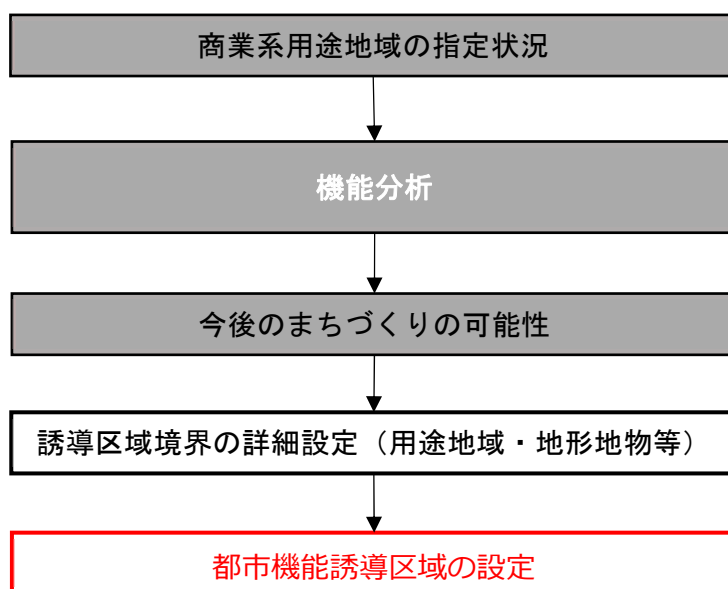 商業系用途地域の指定状況
機能分析
今後のまちづくりの可能性
誘導区域境界の詳細設定（用途地域・地形地物等）
都市機能誘導区域の設定